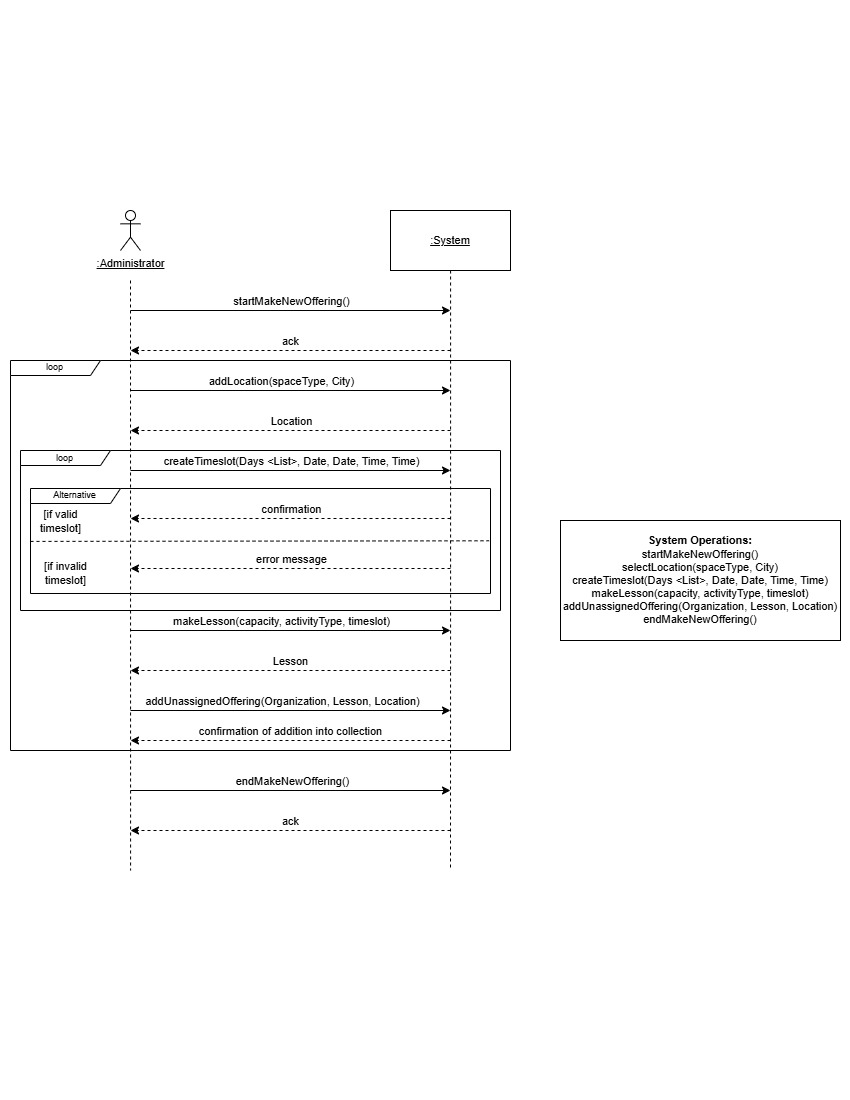 :Administrator
:System
startMakeNewOffering()
ack
loop
addLocation(spaceType, City)
Location
loop
createTimeslot(Days <List>, Date, Date, Time, Time)
Alternative
[if valid
timeslot]
confirmation
error message
[if invalid
timeslot]
makeLesson(capacity, activityType, timeslot)
Lesson
addUnassignedOffering(Organization, Lesson, Location)
confirmation of addition into collection
endMakeNewOffering()
ack
System Operations:
startMakeNewOffering()
selectLocation(spaceType, City)
createTimeslot(Days <List>, Date, Date, Time, Time)
makeLesson(capacity, activityType, timeslot)
addUnassignedOffering(Organization, Lesson, Location)
endMakeNewOffering()